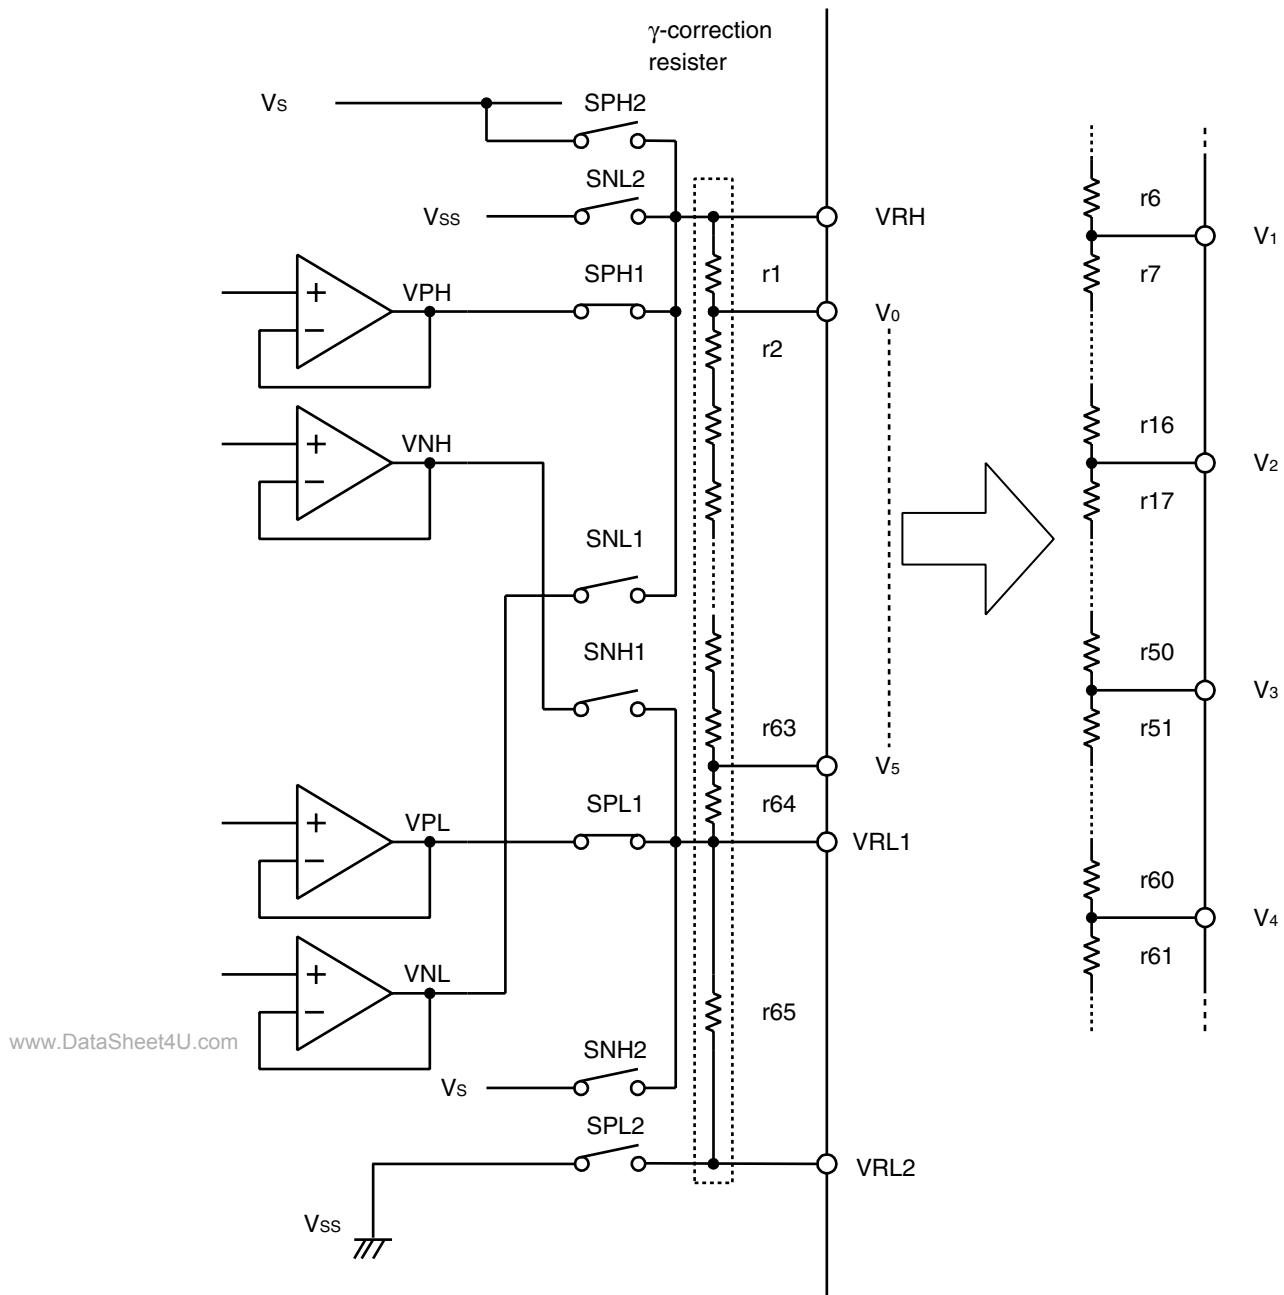 γ-correction
resister
VS
SPH2
SNL2
VSS
VRH
SPH1
r1
VPH
+
−
V0
r2
VNH
+
−
SNL1
SNH1
r63
V5
r64
SPL1
VPL
+
−
VRL1
VNL
+
−
r65
www.DataSheet4U.com
SNH2
VS
SPL2
VRL2
VSS
r6
V1
r7
r16
V2
r17
r50
V3
r51
r60
V4
r61